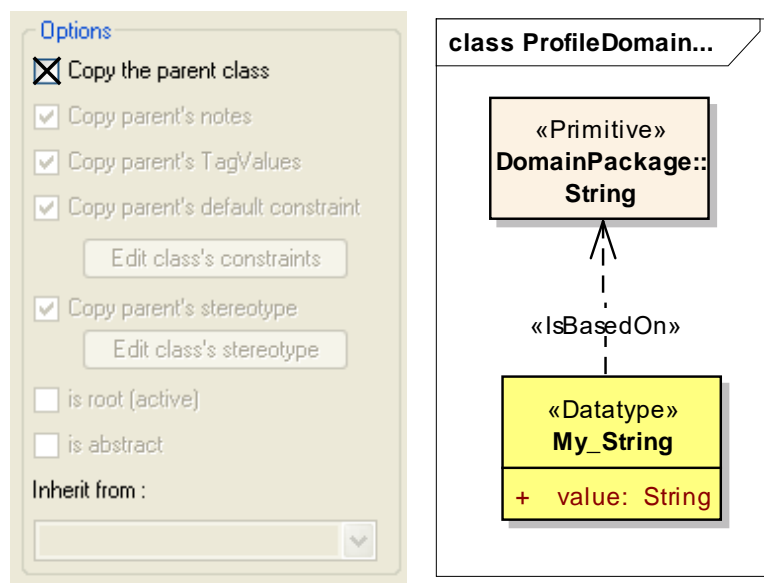 Options
Copy the parent class
Copy parent's notes
Copy parent's TagValues
Copy parent's default constraint
Edit class's constraints
Copy parent's stereotype
Edit class's stereotype
is root (active)
is abstract
Inherit from :
class ProfileDomain...
«Primitive»
DomainPackage::
String
«IsBasedOn»
«Datatype»
My_String
+ value: String